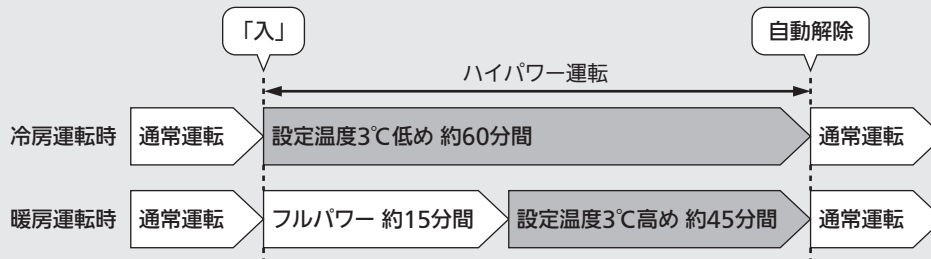 「入」
自動解除
ハイパワー運転
冷房運転時 通常運転 設定温度3℃低め 約60分間 通常運転
暖房運転時 通常運転 フルパワー 約15分間 設定温度3℃高め 約45分間 通常運転